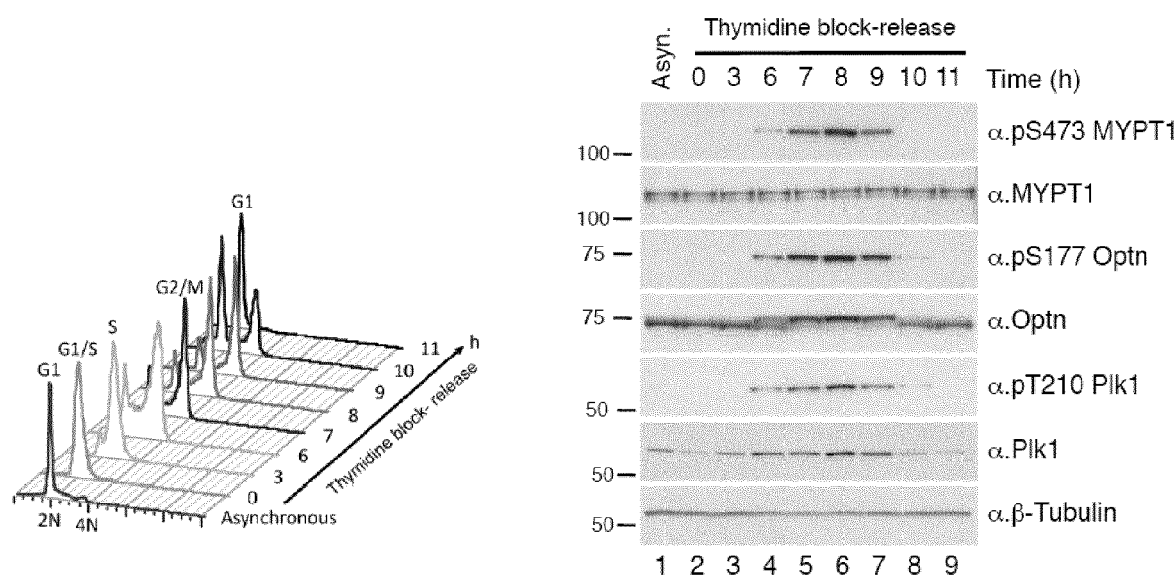 G1
G1/S
S
G2/M
G1
2N
4N
Asynchronous
0
3
6
7
8
9
10
11
h
Thymidine block- release
Asyn.
Thymidine block-release
0 3 6 7 8 9 10 11 Time (h)
100 α.pS473 MYPT1
α.MYPT1
100
75 α.pS177 Optn
75 α.Optn
α.pT210 Plk1
50
α.Plk1
50
α.β-Tubulin
50
1 2 3 4 5 6 7 8 9